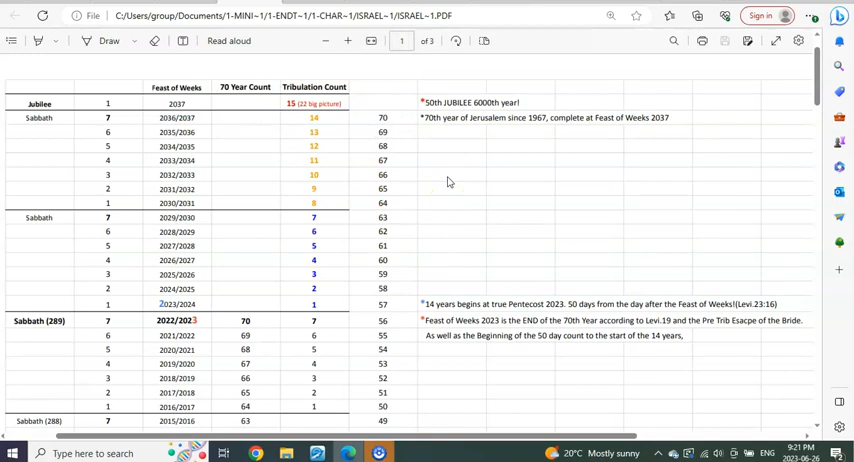 File C:/Users/group/Documents/1-MINI~1/1-ENDT~1/1-CHAR~1/ISRAEL~1/ISRAEL~1.PDF Sign in
Draw Read aloud 1 of 3
Feast of Weeks 70 Year Count Tribulation Count
Jubilee 1 2037 15 (22 big picture) *50th JUBILEE 6000th year!
Sabbath 7 2036/2037 14 70 *70th year of Jerusalem since 1967, complete at Feast of Weeks 2037
6 2035/2036 13 69
5 2034/2035 12 68
4 2033/2034 11 67
3 2032/2033 10 66
2 2031/2032 9 65
1 2030/2031 8 64
Sabbath 7 2029/2030 7 63
6 2028/2029 6 62
5 2027/2028 5 61
4 2026/2027 4 60
3 2025/2026 3 59
2 2024/2025 2 58
1 2023/2024 1 57 *14 years begins at true Pentecost 2023. 50 days from the day after the Feast of Weeks!(Levi.23:16)
Sabbath (289) 7 2022/2023 70 7 56 *Feast of Weeks 2023 is the END of the 70th Year according to Levi.19 and the Pre Trib Esacpe of the Bride.
6 2021/2022 69 6 55 As well as the Beginning of the 50 day count to the start of the 14 years,
5 2020/2021 68 5 54
4 2019/2020 67 4 53
3 2018/2019 66 3 52
2 2017/2018 65 2 51
1 2016/2017 64 1 50
Sabbath (288) 7 2015/2016 63 49
Type here to search 20°C Mostly sunny ENG 9:21 PM 2023-06-26